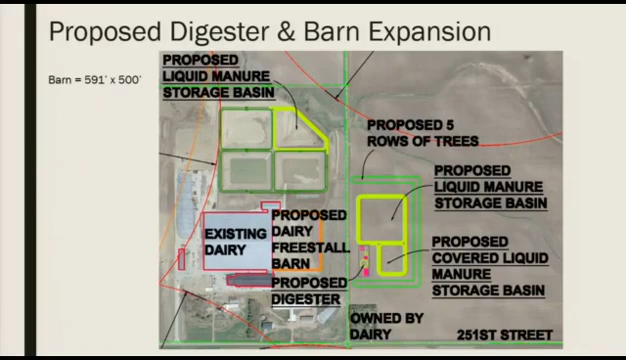 Proposed Digester & Barn Expansion
Barn = 591' x 500'
PROPOSED
LIQUID MANURE
STORAGE BASIN
PROPOSED 5
ROWS OF TREES
PROPOSED
LIQUID MANURE
STORAGE BASIN
EXISTING
DAIRY
PROPOSED
DAIRY
FREESTALL
BARN
PROPOSED
DIGESTER
PROPOSED
COVERED LIQUID
MANURE
STORAGE BASIN
OWNED BY
DAIRY
251ST STREET